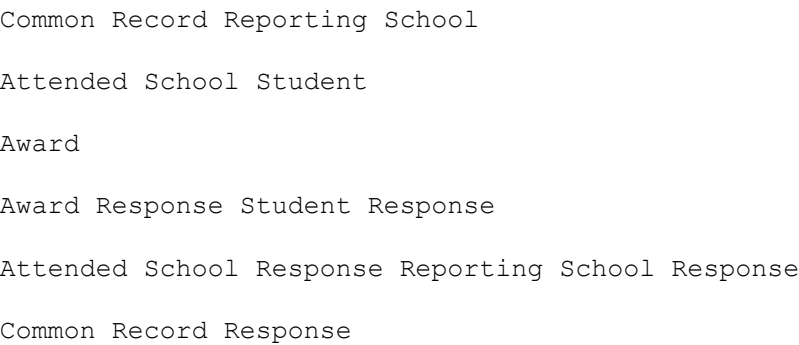 Common Record Reporting School
Attended School Student
Award
Award Response Student Response
Attended School Response Reporting School Response
Common Record Response